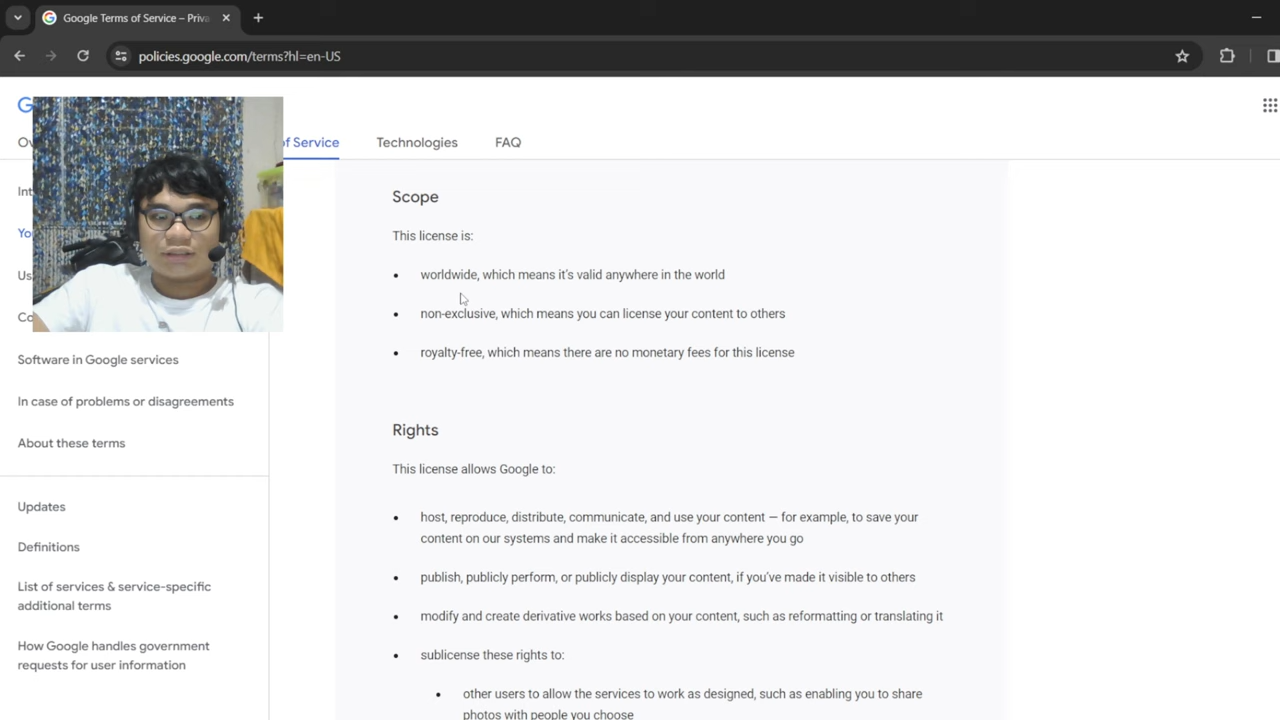 Google Terms of Service – Priva
policies.google.com/terms?hl=en-US
G
Ov
of Service
Technologies
FAQ
Int
Yo
Us
Co
Software in Google services
In case of problems or disagreements
About these terms
Updates
Definitions
List of services & service-specific
additional terms
How Google handles government
requests for user information
Scope
This license is:
• worldwide, which means it's valid anywhere in the world
• non-exclusive, which means you can license your content to others
• royalty-free, which means there are no monetary fees for this license
Rights
This license allows Google to:
• host, reproduce, distribute, communicate, and use your content — for example, to save your
content on our systems and make it accessible from anywhere you go
• publish, publicly perform, or publicly display your content, if you've made it visible to others
• modify and create derivative works based on your content, such as reformatting or translating it
• sublicense these rights to:
• other users to allow the services to work as designed, such as enabling you to share
photos with people you choose